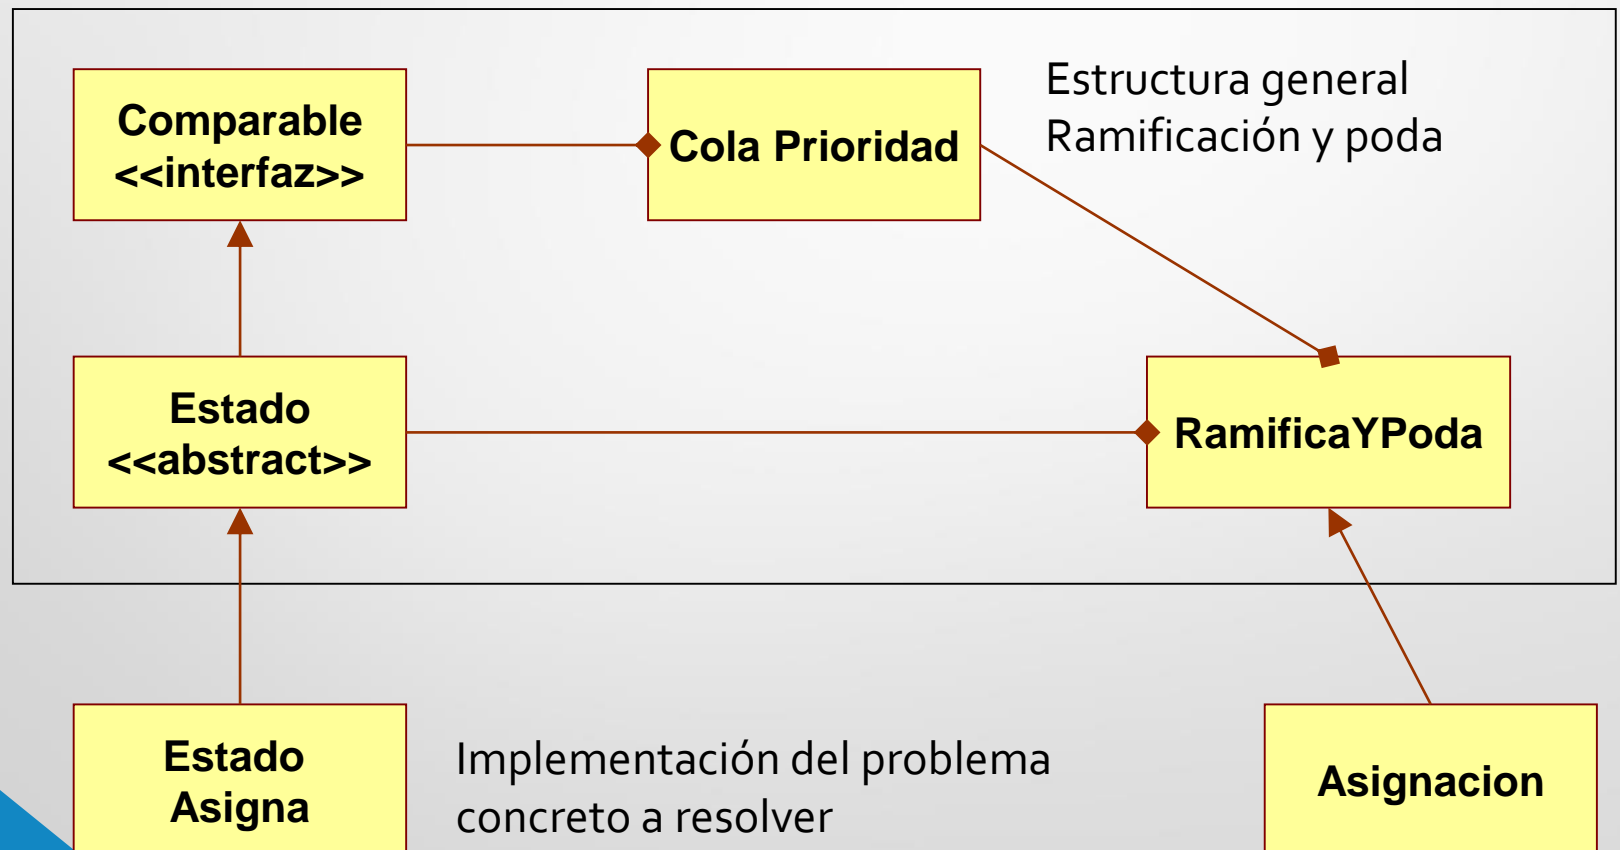 Comparable
<<interfaz>>
Cola Prioridad
Estructura general
Ramificación y poda
Estado
<<abstract>>
RamificaYPoda
Estado
Asigna
Implementación del problema
concreto a resolver
Asignacion